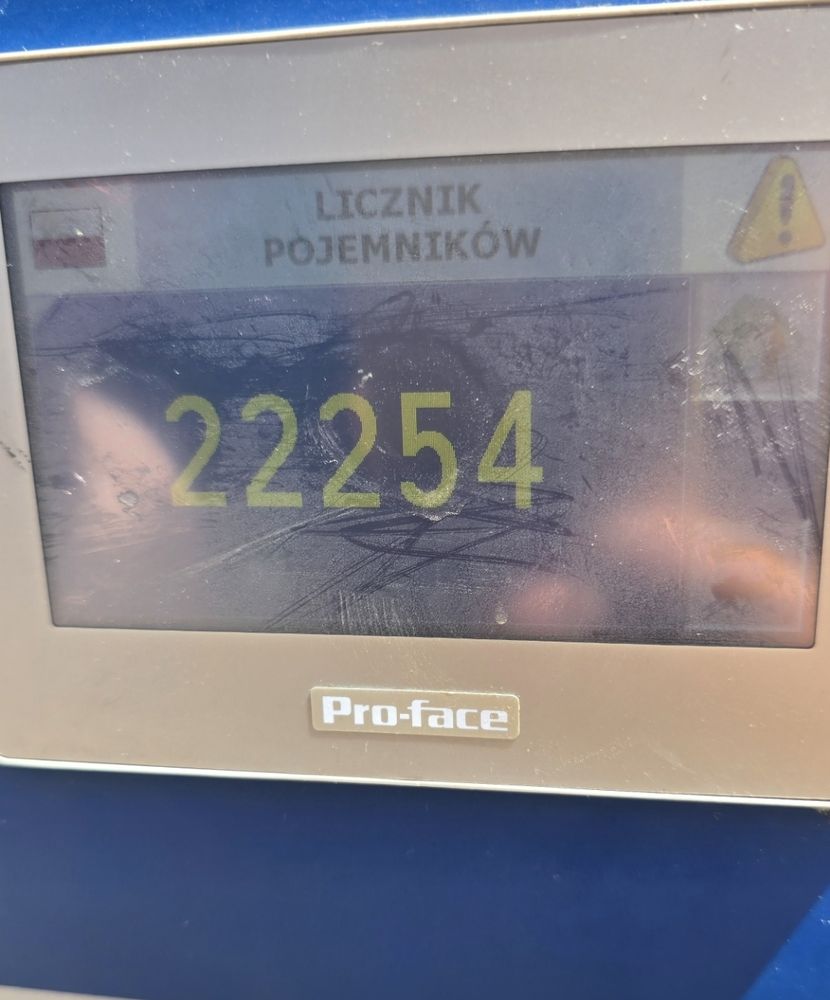 LICZNIK
POJEMNIKÓW
22254
Pro-face